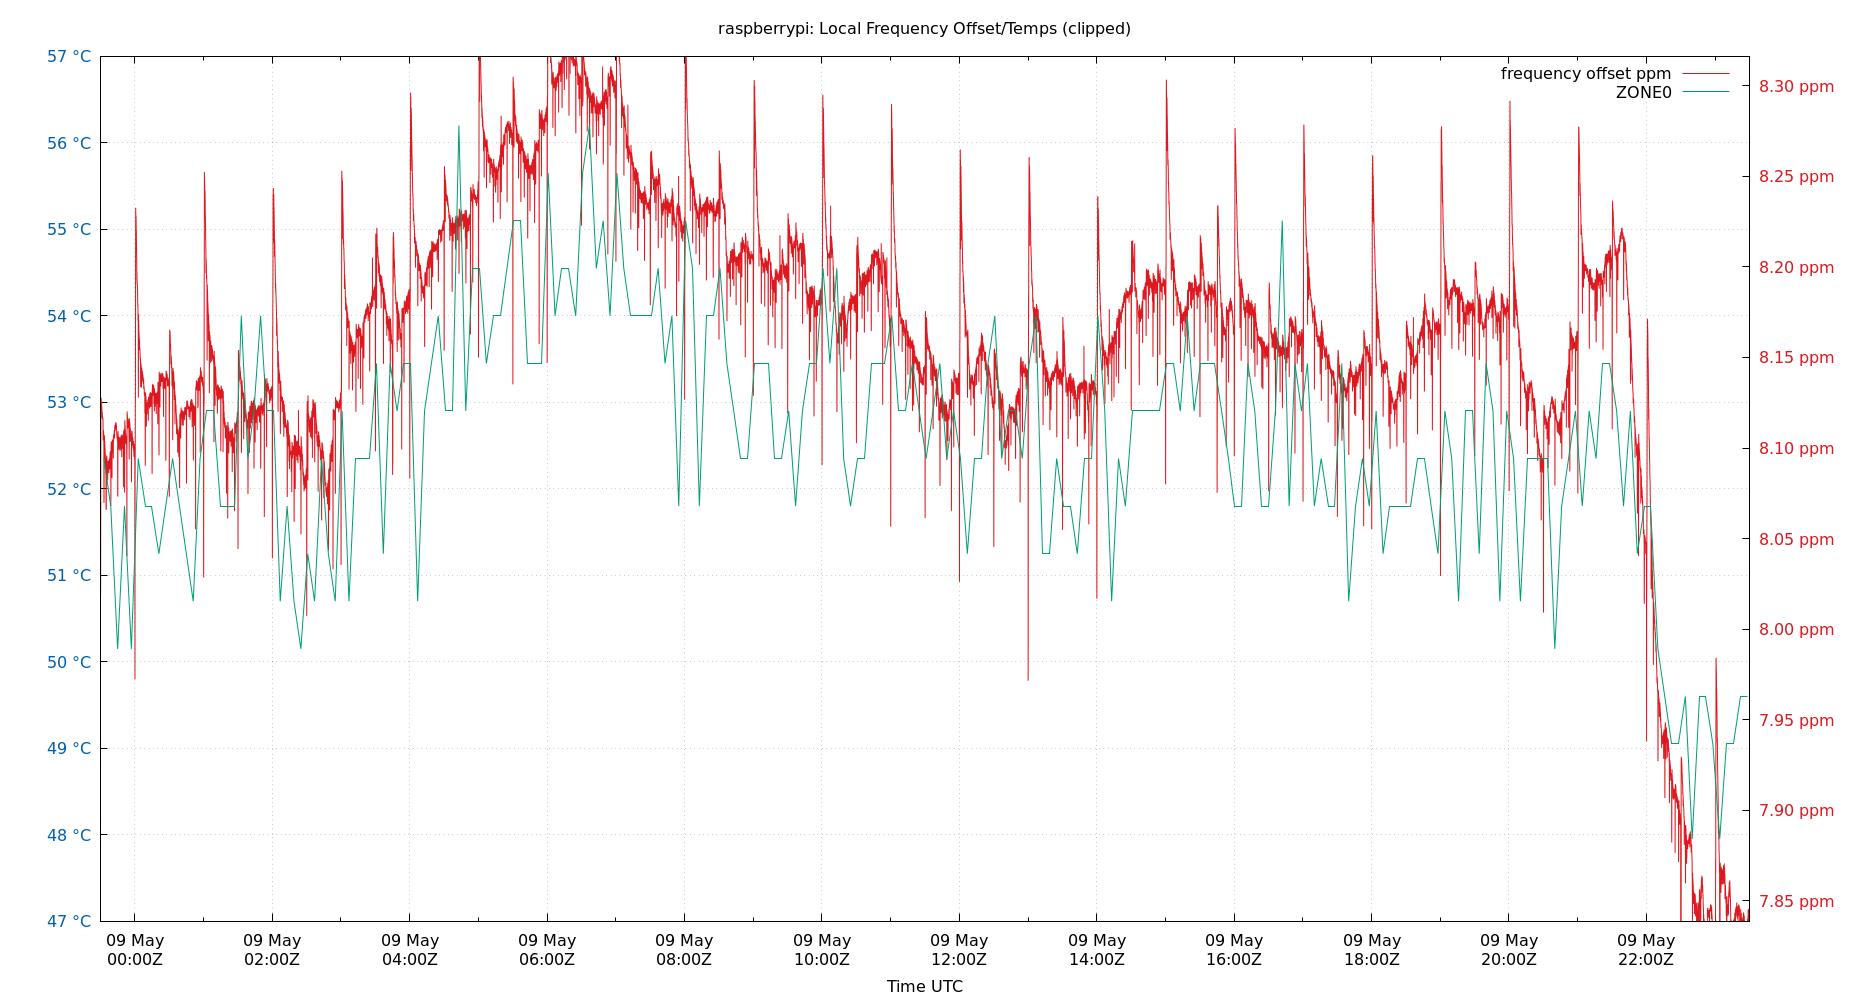 raspberrypi: Local Frequency Offset/Temps (clipped)
57 °C
56 °C
55 °C
54 °C
53 °C
52 °C
51 °C
50 °C
49 °C
48 °C
47 °C
frequency offset ppm
ZONE0
8.30 ppm
8.25 ppm
8.20 ppm
8.15 ppm
8.10 ppm
8.05 ppm
8.00 ppm
7.95 ppm
7.90 ppm
7.85 ppm
09 May 09 May 09 May 09 May 09 May 09 May 09 May 09 May 09 May 09 May 09 May 09 May
00:00Z 02:00Z 04:00Z 06:00Z 08:00Z 10:00Z 12:00Z 14:00Z 16:00Z 18:00Z 20:00Z 22:00Z
Time UTC